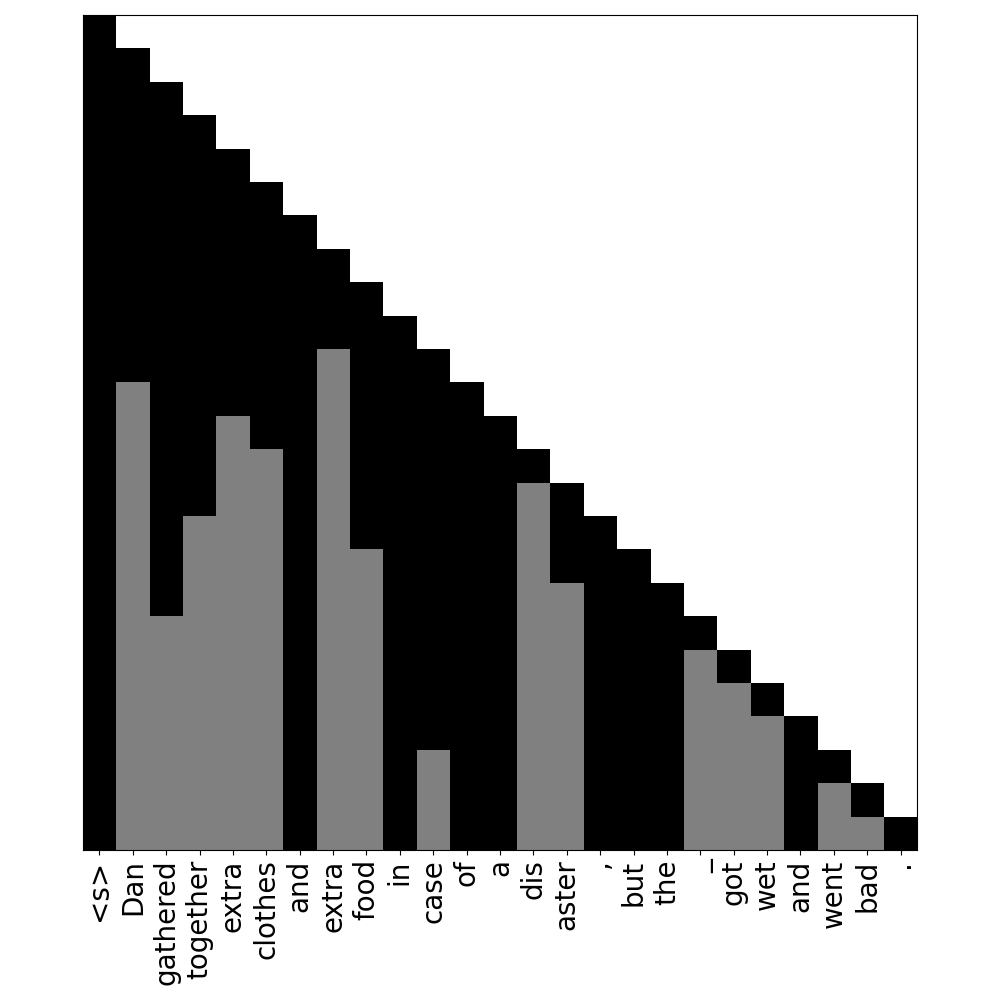 <s> Dan gathered together extra clothes and extra food in case of a dis aster , but the _ got wet and went bad .